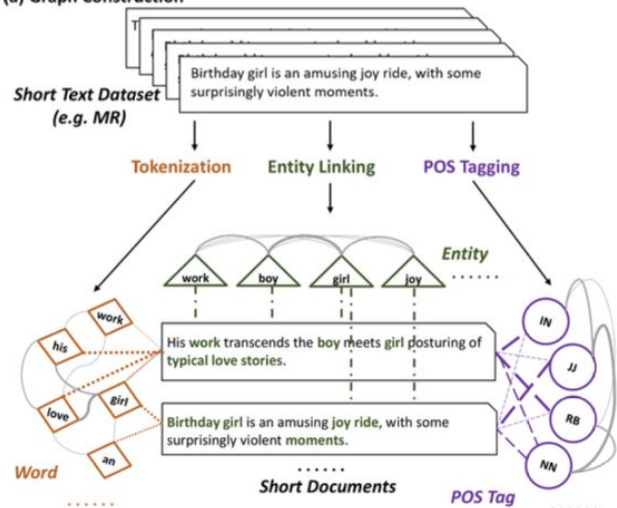 (a) Graph Construction
T
Birthday girl is an amusing joy ride, with some
surprisingly violent moments.
Short Text Dataset
(e.g. MR)
Tokenization
Entity Linking
POS Tagging
Entity
......
work
boy
girl
joy
work
his
girl
love
an
Word
......
His work transcends the boy meets girl posturing of
typical love stories.
Birthday girl is an amusing joy ride, with some
surprisingly violent moments.
......
Short Documents
IN
JJ
RB
NN
POS Tag